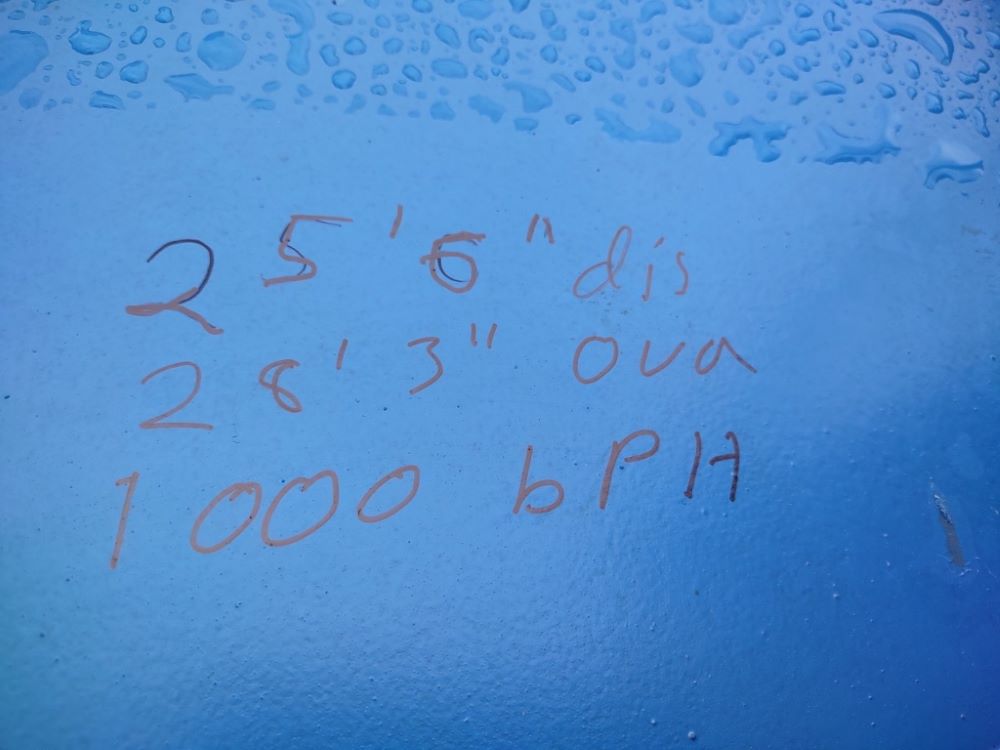 25'6" dis
28'3" ova
1000 bPH